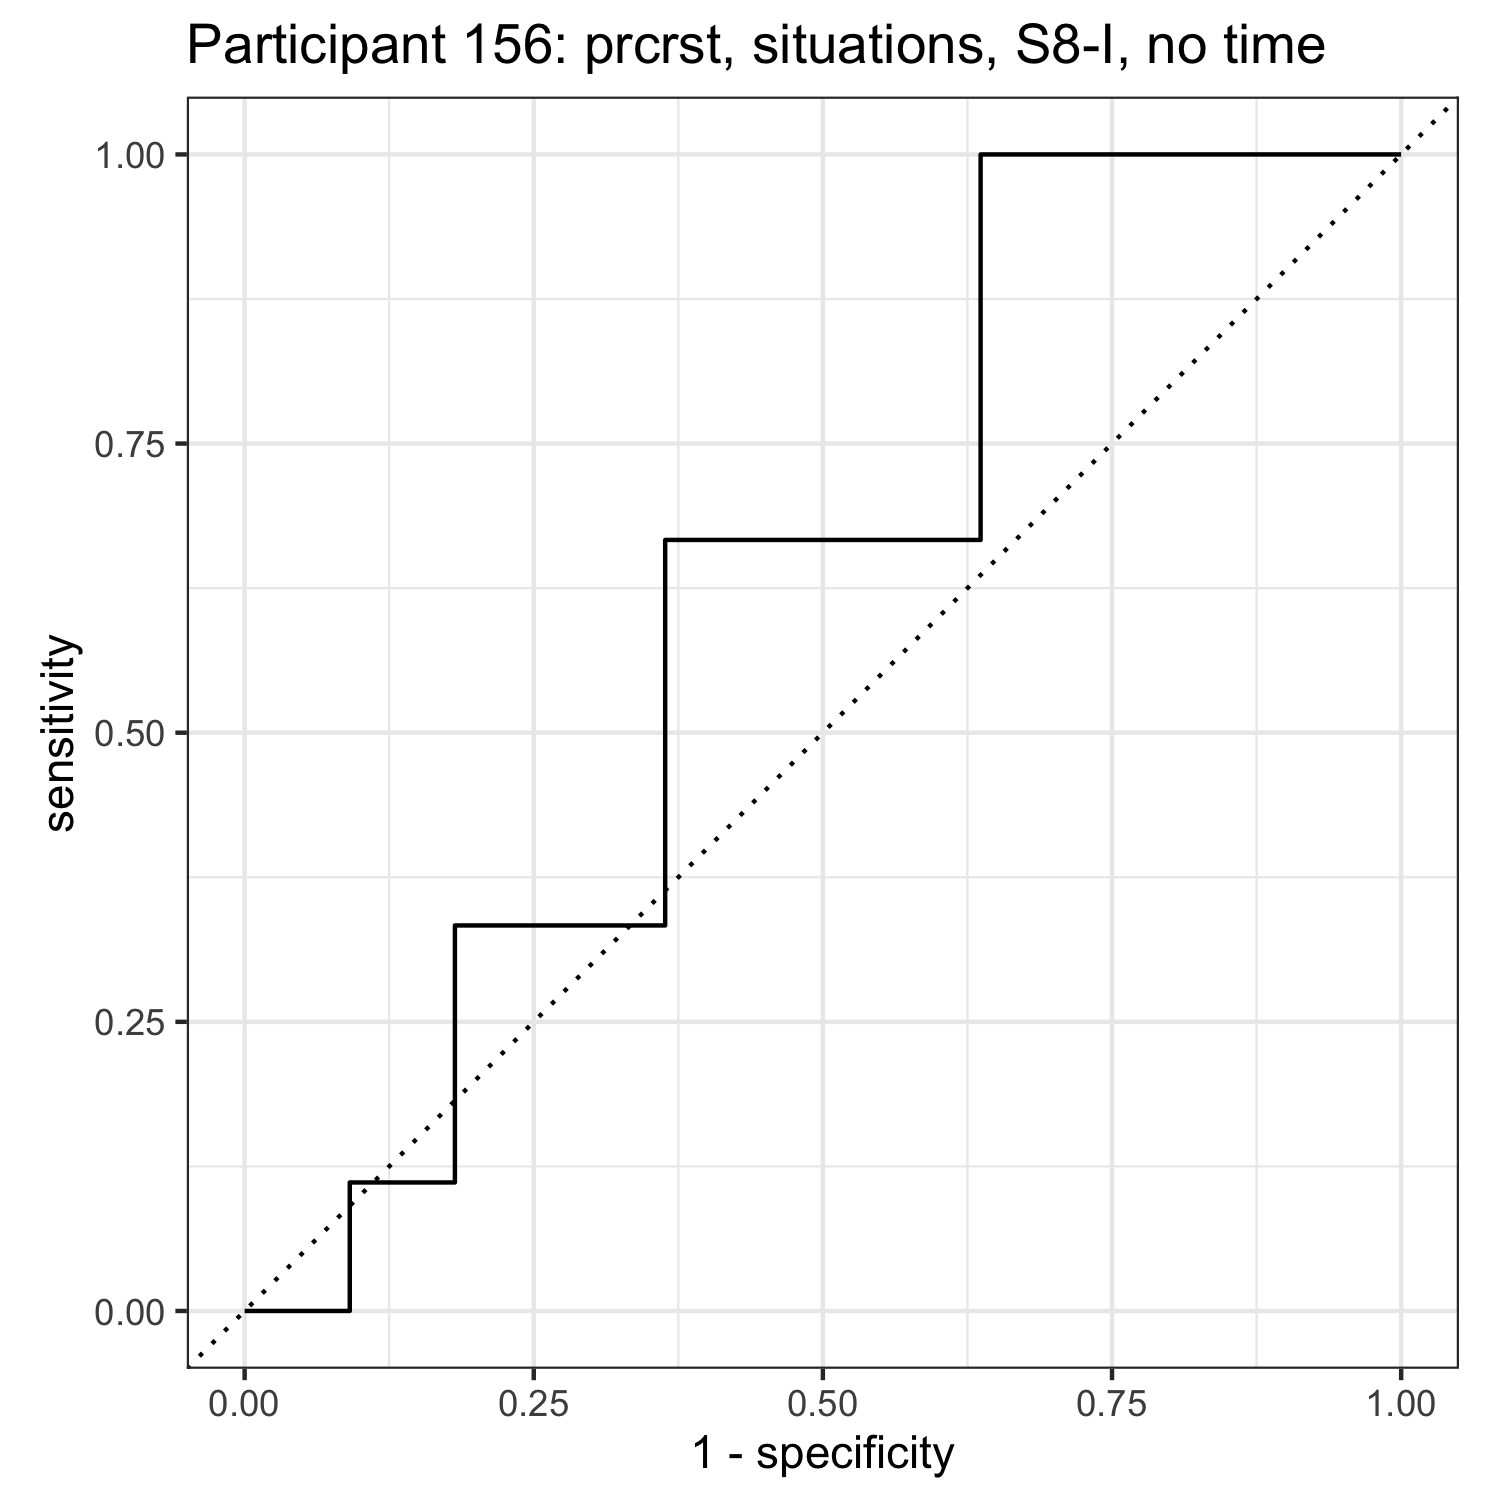 Participant 156: prcrst, situations, S8-I, no time
1.00
0.75
0.50
0.25
0.00
sensitivity
0.00 0.25 0.50 0.75 1.00
1 - specificity